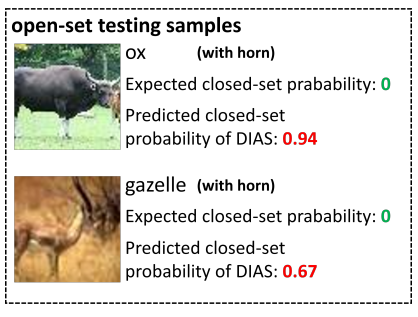 open-set testing samples
ox (with horn)
Expected closed-set prabability: 0
Predicted closed-set
probability of DIAS: 0.94
gazelle (with horn)
Expected closed-set prabability: 0
Predicted closed-set
probability of DIAS: 0.67